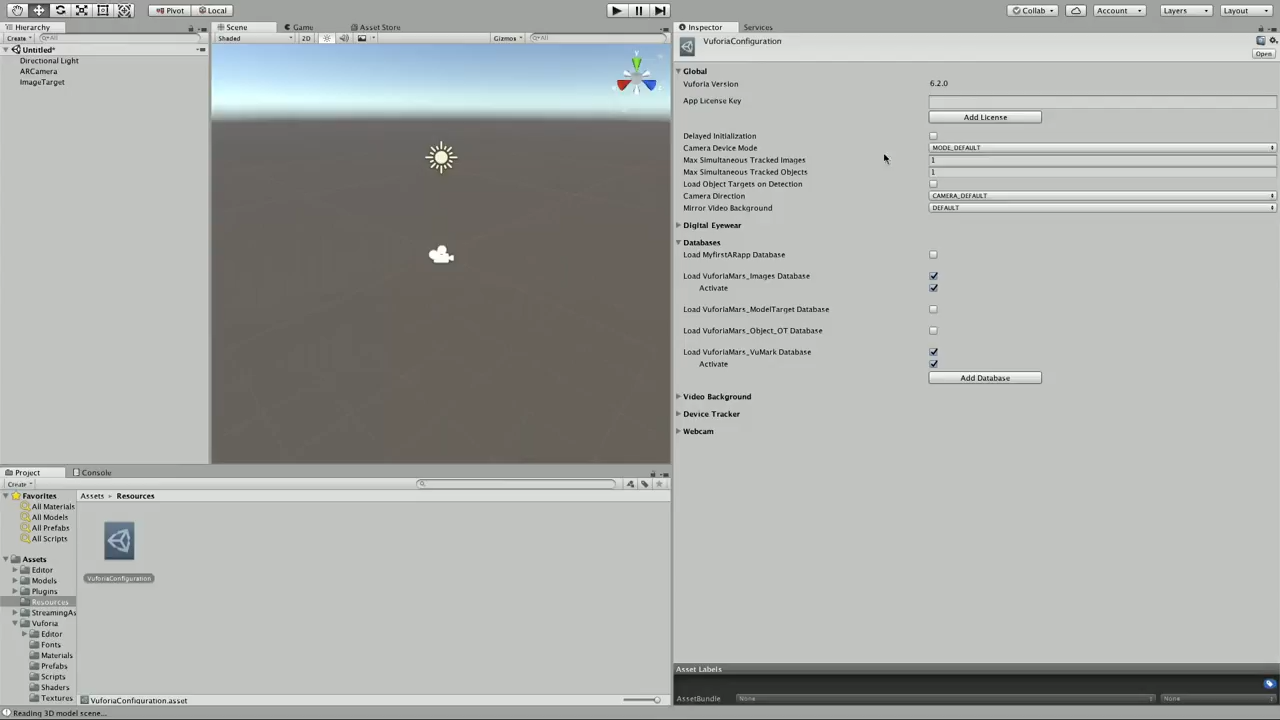 Pivot Local Collab Account Layers Layout
Hierarchy Scene Game Asset Store Inspector Services
Create All Shaded 2D Gizmos All VuforiaConfiguration
Open
Untitled*
Directional Light
ARCamera
ImageTarget
Global
Vuforia Version 6.2.0
App License Key
Add License
Delayed Initialization
Camera Device Mode MODE_DEFAULT
Max Simultaneous Tracked Images 1
Max Simultaneous Tracked Objects 1
Load Object Targets on Detection
Camera Direction CAMERA_DEFAULT
Mirror Video Background DEFAULT
Digital Eyewear
Databases
Load MyfirstARapp Database
Load VuforiaMars_Images Database
Activate
Load VuforiaMars_ModelTarget Database
Load VuforiaMars_Object_OT Database
Load VuforiaMars_VuMark Database
Activate
Add Database
Video Background
Device Tracker
Webcam
Project Console
Create
Favorites Assets Resources
All Materials
All Models
All Prefabs
All Scripts
Assets
Editor
Models
Plugins
Resources
StreamingAs
Vuforia
Editor
Fonts
Materials
Prefabs
Scripts
Shaders
Textures
VuforiaConfiguration
VuforiaConfiguration.asset
Asset Labels
AssetBundle None None
Reading 3D model scene...